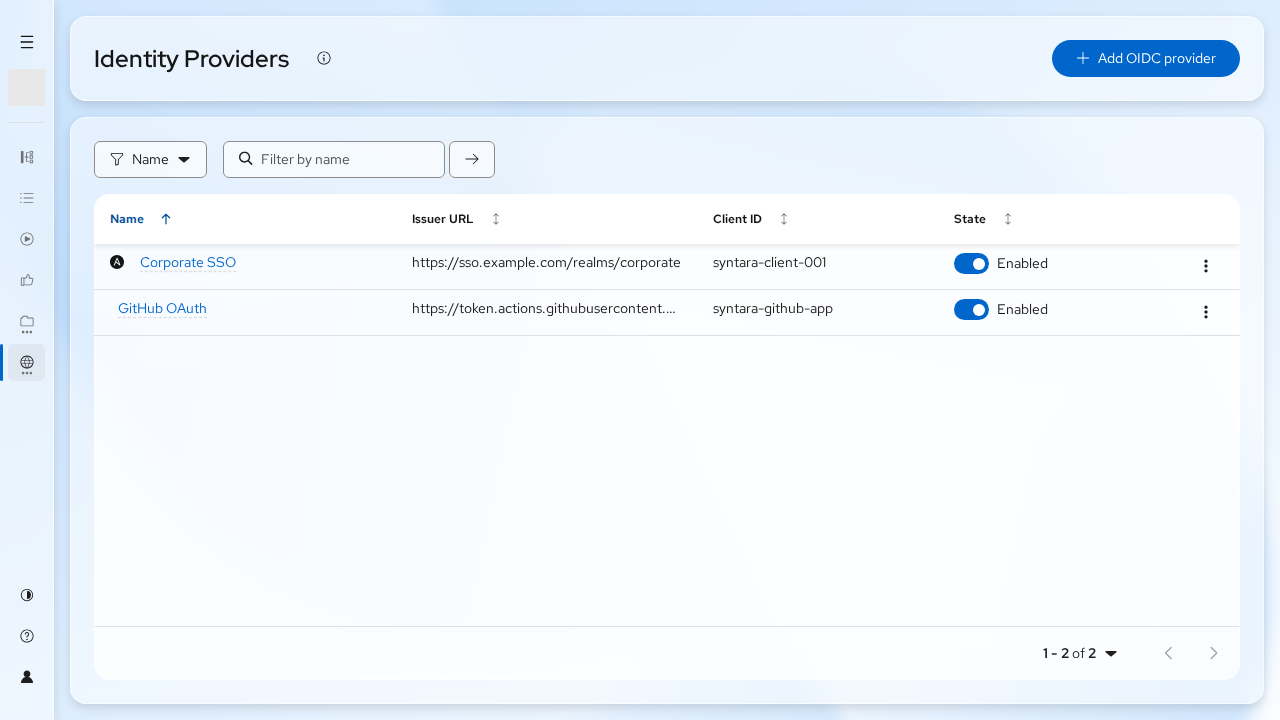 Identity Providers
Add OIDC provider
Name
Filter by name
Name Issuer URL Client ID State
Corporate SSO https://sso.example.com/realms/corporate syntara-client-001 Enabled
GitHub OAuth https://token.actions.githubusercontent.... syntara-github-app Enabled
1 - 2 of 2